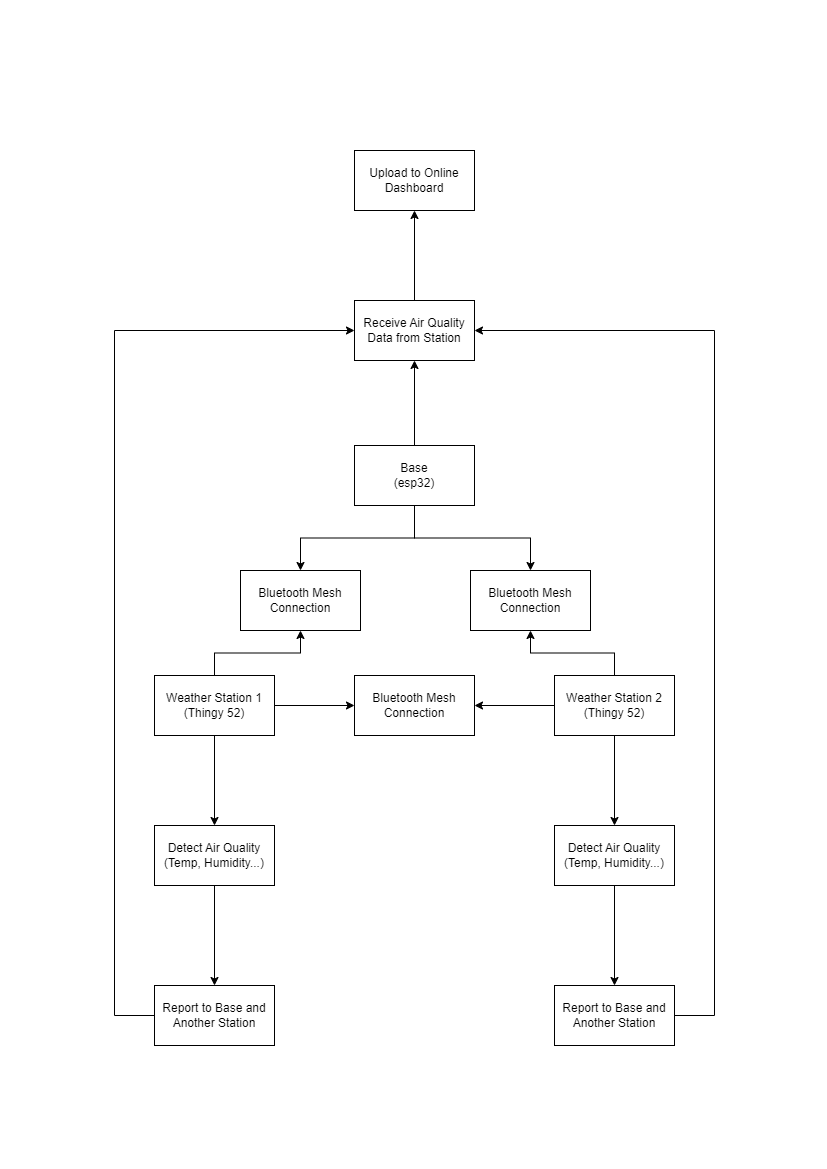 Upload to Online
Dashboard
Receive Air Quality
Data from Station
Base
(esp32)
Bluetooth Mesh
Connection
Bluetooth Mesh
Connection
Weather Station 1
(Thingy 52)
Bluetooth Mesh
Connection
Weather Station 2
(Thingy 52)
Detect Air Quality
(Temp, Humidity...)
Detect Air Quality
(Temp, Humidity...)
Report to Base and
Another Station
Report to Base and
Another Station